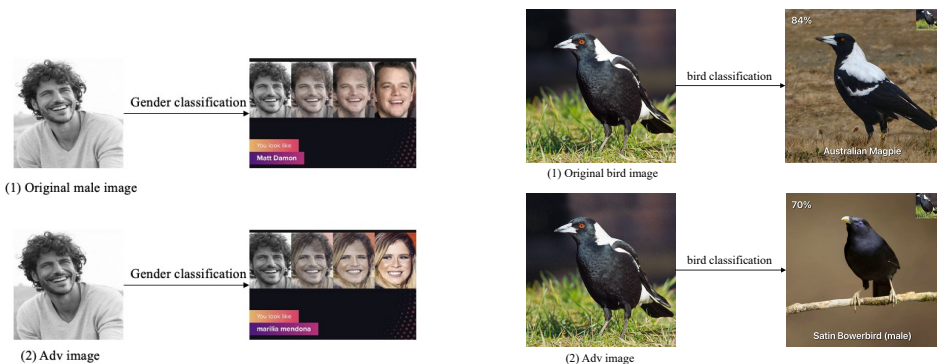 Gender classification
You look like
Matt Damon
(1) Original male image
Gender classification
You look like
marilia mendona
(2) Adv image
bird classification
84%
Australian Magpie
(1) Original bird image
bird classification
70%
Satin Bowerbird (male)
(2) Adv image